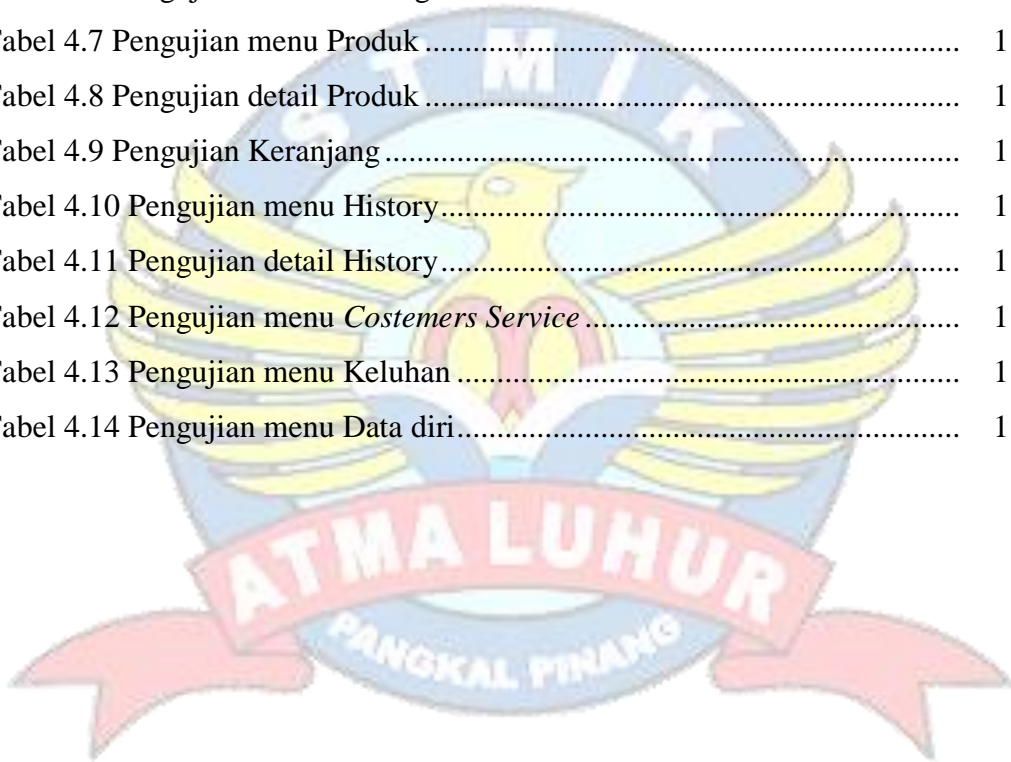 Tabel 4.7 Pengujian menu Produk ................................................................ 1
Tabel 4.8 Pengujian detail Produk ................................................................ 1
Tabel 4.9 Pengujian Keranjang ................................................................ 1
Tabel 4.10 Pengujian menu History ................................................................ 1
Tabel 4.11 Pengujian detail History ................................................................ 1
Tabel 4.12 Pengujian menu Costemers Service ................................................................ 1
Tabel 4.13 Pengujian menu Keluhan ................................................................ 1
Tabel 4.14 Pengujian menu Data diri ................................................................ 1
STMIK
ATMA LUHUR
PANGKAL PINANG